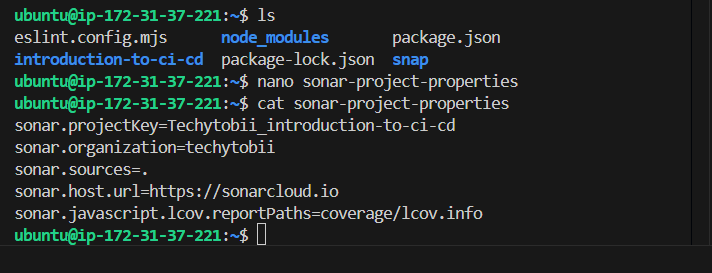 ubuntu@ip-172-31-37-221:~$ ls
eslint.config.mjs node_modules package.json
introduction-to-ci-cd package-lock.json snap
ubuntu@ip-172-31-37-221:~$ nano sonar-project-properties
ubuntu@ip-172-31-37-221:~$ cat sonar-project-properties
sonar.projectKey=Techytobii_introduction-to-ci-cd
sonar.organization=techytobii
sonar.sources=.
sonar.host.url=https://sonarcloud.io
sonar.javascript.lcov.reportPaths=coverage/lcov.info
ubuntu@ip-172-31-37-221:~$